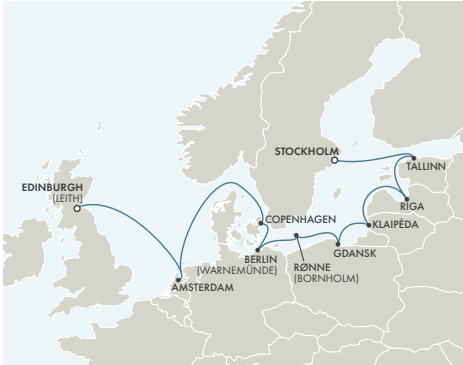 STOCKHOLM
TALLINN
EDINBURGH
(LEITH)
RIGA
COPENHAGEN
KLAIPĖDA
GDANSK
BERLIN
(WARNEMÜNDE)
RØNNE
(BORNHOLM)
AMSTERDAM